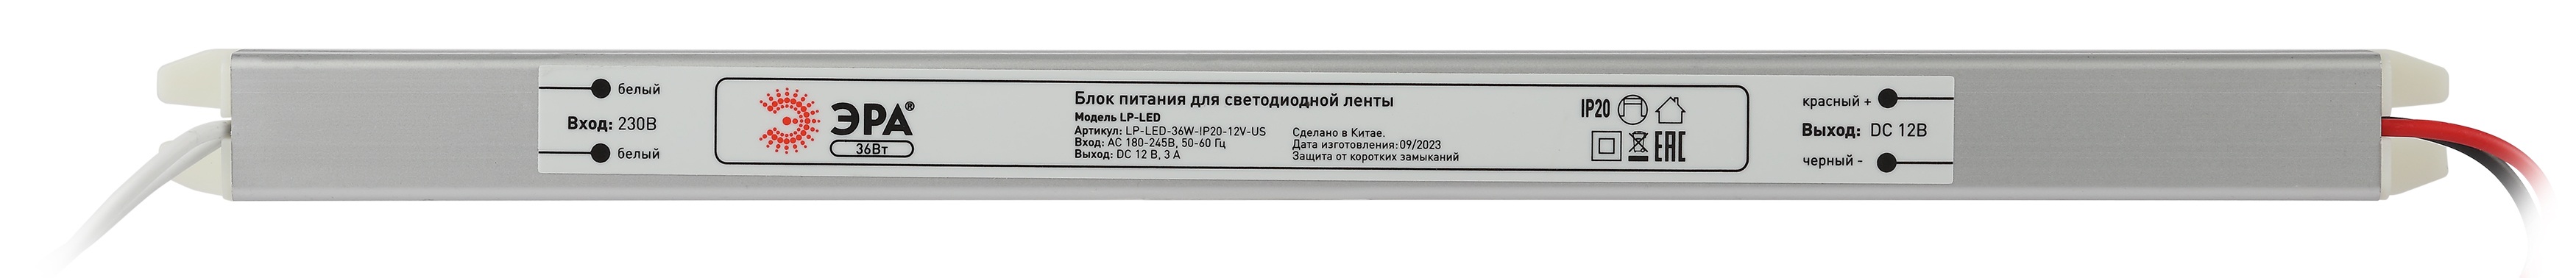 белый
Вход: 230В
белый
ЭРА®
36Вт
Блок питания для светодиодной ленты
Модель LP-LED
Артикул: LP-LED-36W-IP20-12V-US
Вход: AC 180-245В, 50-60 Гц
Выход: DC 12 В, 3 А
Сделано в Китае.
Дата изготовления: 09/2023
Защита от коротких замыканий
IP20
EAC
красный +
Выход: DC 12В
черный -